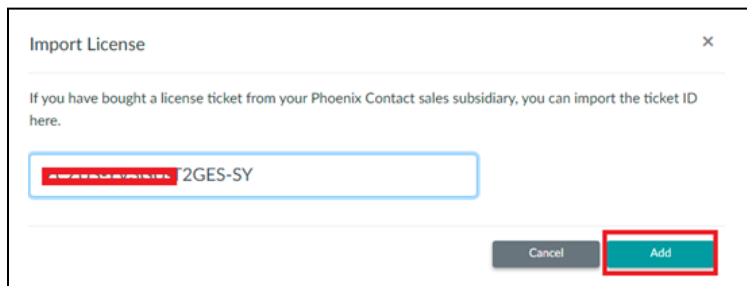 Import License ×
If you have bought a license ticket from your Phoenix Contact sales subsidiary, you can import the ticket ID
here.
T2GES-SY
Cancel Add